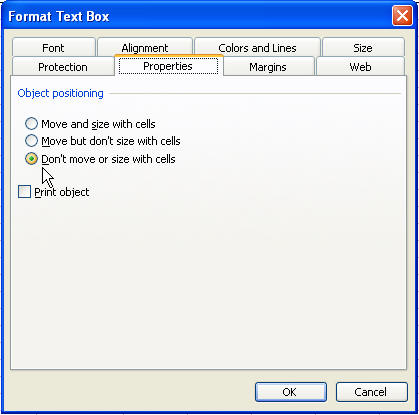 Format Text Box
Font Alignment Colors and Lines Size
Protection Properties Margins Web
Object positioning
Move and size with cells
Move but don't size with cells
Don't move or size with cells
Print object
OK Cancel